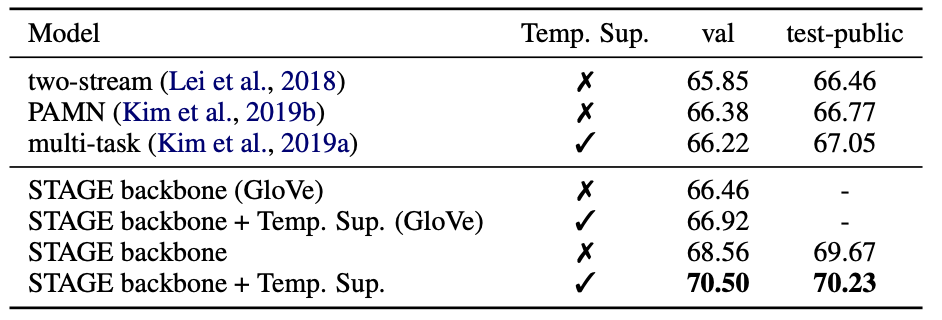 Model Temp. Sup. val test-public
two-stream (Lei et al., 2018) ✗ 65.85 66.46
PAMN (Kim et al., 2019b) ✗ 66.38 66.77
multi-task (Kim et al., 2019a) ✓ 66.22 67.05
STAGE backbone (GloVe) ✗ 66.46 -
STAGE backbone + Temp. Sup. (GloVe) ✓ 66.92 -
STAGE backbone ✗ 68.56 69.67
STAGE backbone + Temp. Sup. ✓ 70.50 70.23